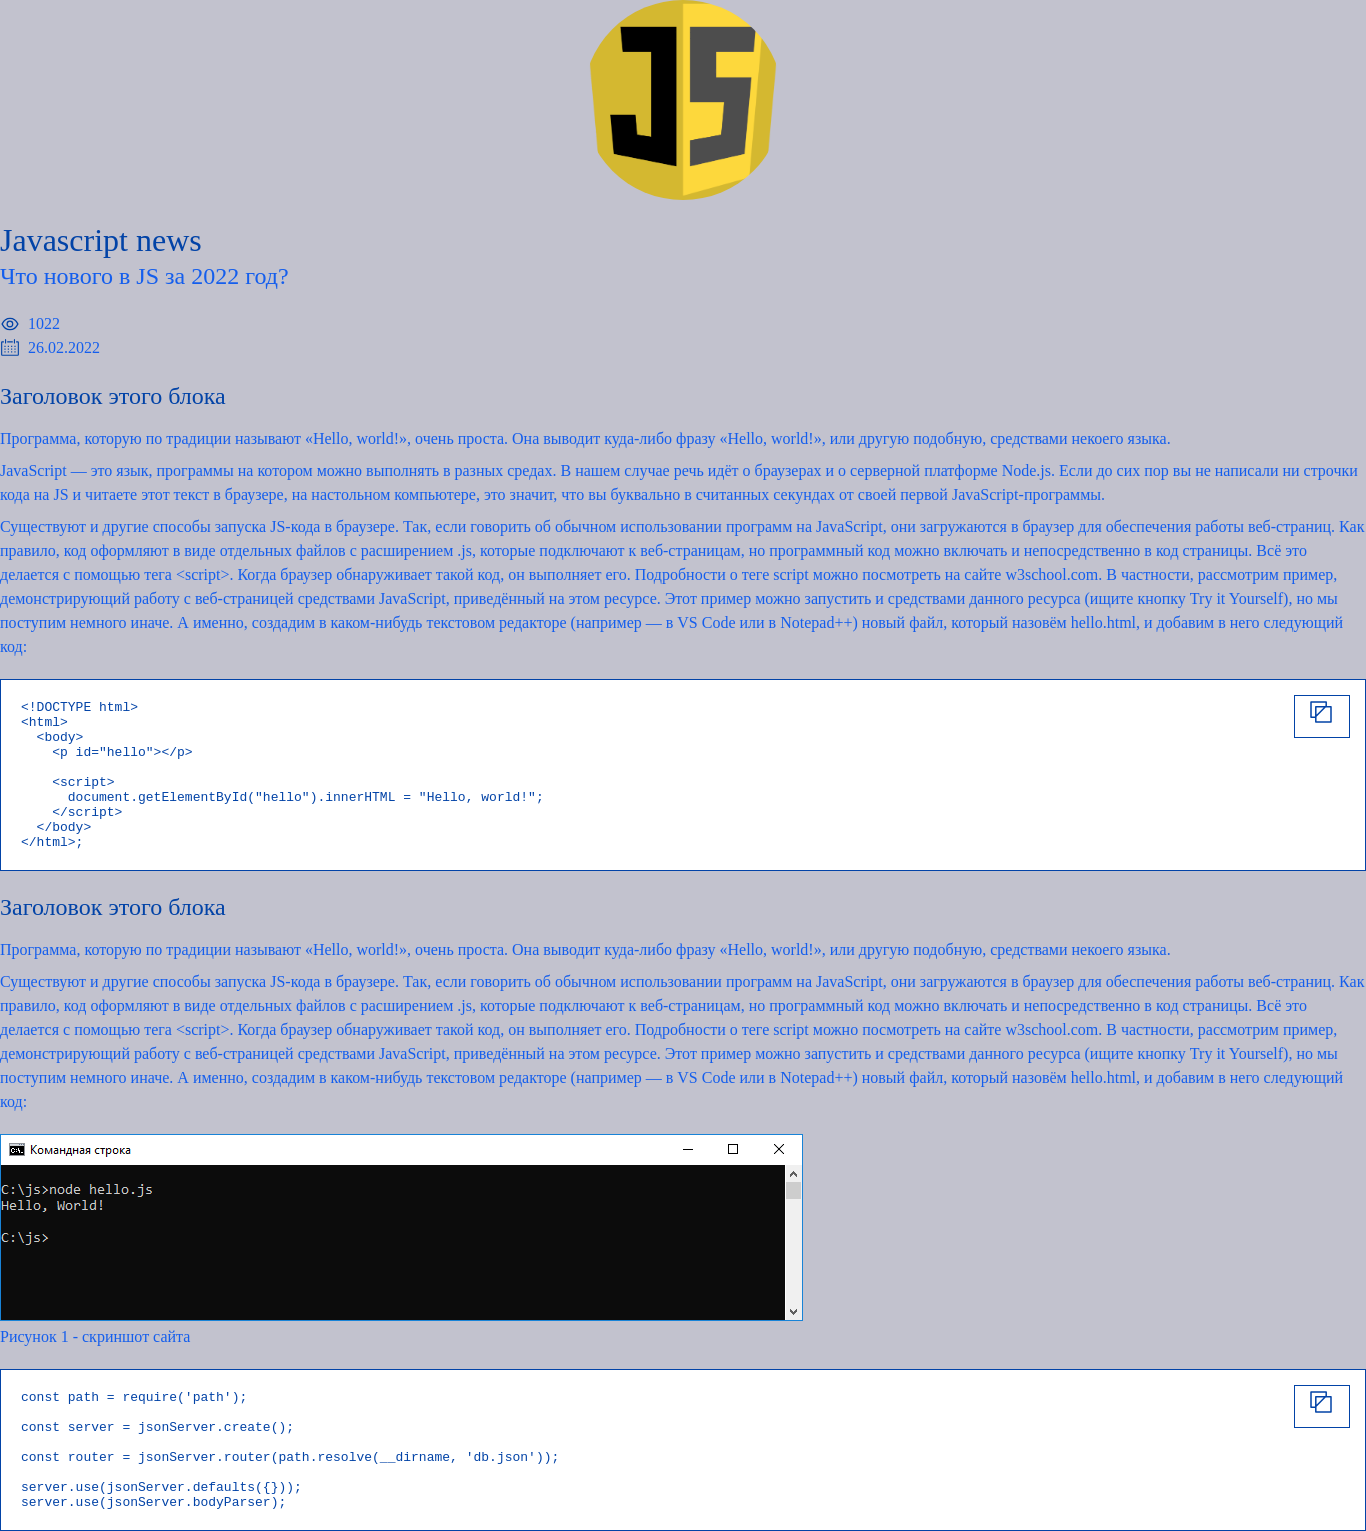 JS
Javascript news
Что нового в JS за 2022 год?
1022
26.02.2022
Заголовок этого блока
Программа, которую по традиции называют «Hello, world!», очень проста. Она выводит куда-либо фразу «Hello, world!», или другую подобную, средствами некоего языка.
JavaScript — это язык, программы на котором можно выполнять в разных средах. В нашем случае речь идёт о браузерах и о серверной платформе Node.js. Если до сих пор вы не написали ни строчки
кода на JS и читаете этот текст в браузере, на настольном компьютере, это значит, что вы буквально в считанных секундах от своей первой JavaScript-программы.
Существуют и другие способы запуска JS-кода в браузере. Так, если говорить об обычном использовании программ на JavaScript, они загружаются в браузер для обеспечения работы веб-страниц. Как
правило, код оформляют в виде отдельных файлов с расширением .js, которые подключают к веб-страницам, но программный код можно включать и непосредственно в код страницы. Всё это
делается с помощью тега <script>. Когда браузер обнаруживает такой код, он выполняет его. Подробности о теге script можно посмотреть на сайте w3school.com. В частности, рассмотрим пример,
демонстрирующий работу с веб-страницей средствами JavaScript, приведённый на этом ресурсе. Этот пример можно запустить и средствами данного ресурса (ищите кнопку Try it Yourself), но мы
поступим немного иначе. А именно, создадим в каком-нибудь текстовом редакторе (например — в VS Code или в Notepad++) новый файл, который назовём hello.html, и добавим в него следующий
код:
<!DOCTYPE html>
<html>
  <body>
    <p id="hello"></p>
    <script>
      document.getElementById("hello").innerHTML = "Hello, world!";
    </script>
  </body>
</html>;
Заголовок этого блока
Программа, которую по традиции называют «Hello, world!», очень проста. Она выводит куда-либо фразу «Hello, world!», или другую подобную, средствами некоего языка.
Существуют и другие способы запуска JS-кода в браузере. Так, если говорить об обычном использовании программ на JavaScript, они загружаются в браузер для обеспечения работы веб-страниц. Как
правило, код оформляют в виде отдельных файлов с расширением .js, которые подключают к веб-страницам, но программный код можно включать и непосредственно в код страницы. Всё это
делается с помощью тега <script>. Когда браузер обнаруживает такой код, он выполняет его. Подробности о теге script можно посмотреть на сайте w3school.com. В частности, рассмотрим пример,
демонстрирующий работу с веб-страницей средствами JavaScript, приведённый на этом ресурсе. Этот пример можно запустить и средствами данного ресурса (ищите кнопку Try it Yourself), но мы
поступим немного иначе. А именно, создадим в каком-нибудь текстовом редакторе (например — в VS Code или в Notepad++) новый файл, который назовём hello.html, и добавим в него следующий
код:
Командная строка
C:\js>node hello.js
Hello, World!
C:\js>
Рисунок 1 - скриншот сайта
const path = require('path');
const server = jsonServer.create();
const router = jsonServer.router(path.resolve(__dirname, 'db.json'));
server.use(jsonServer.defaults({}));
server.use(jsonServer.bodyParser);